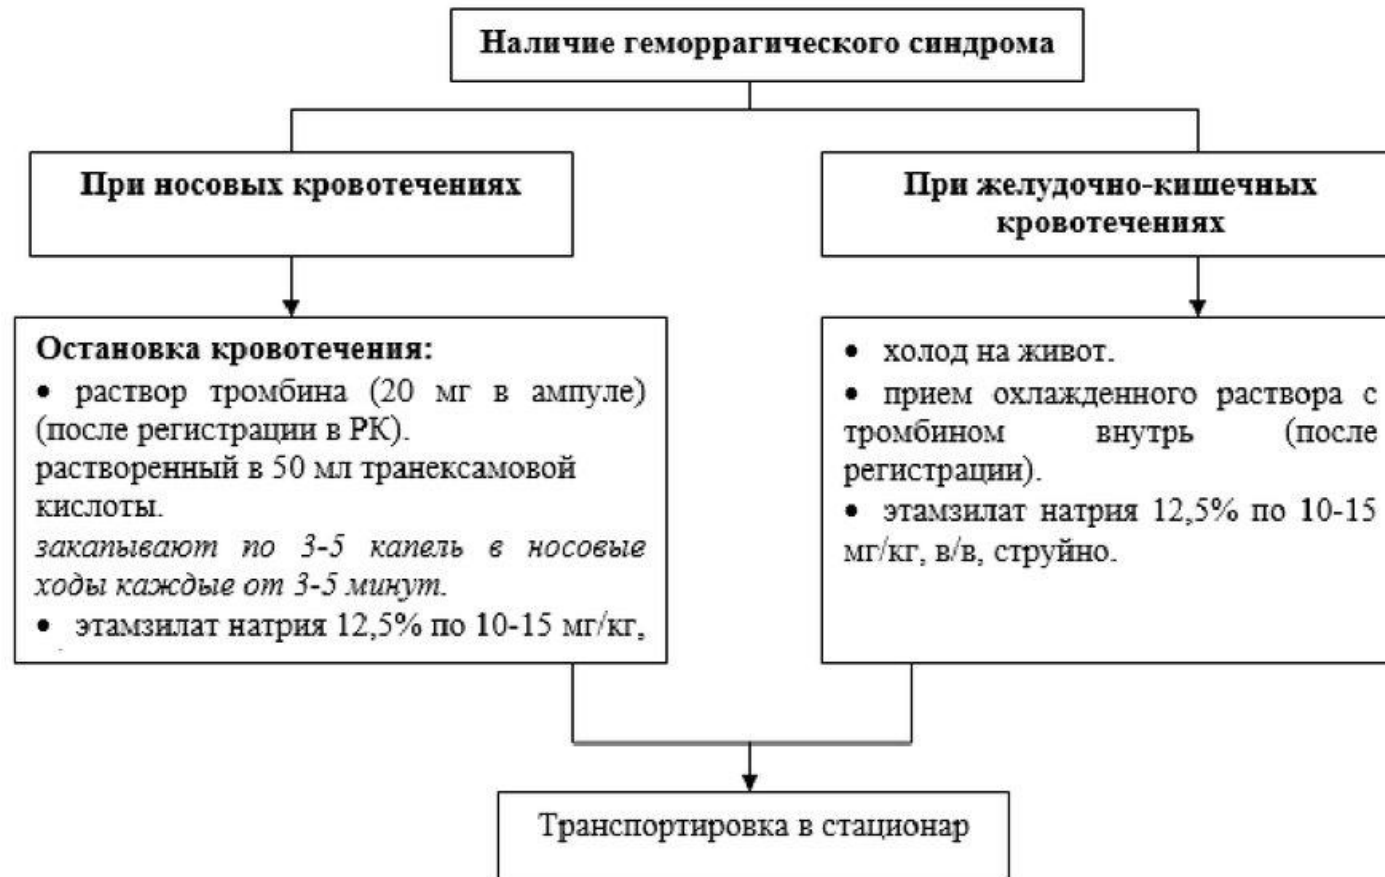 Наличие геморрагического синдрома
При носовых кровотечениях
При желудочно-кишечных
кровотечениях
Остановка кровотечения:
• раствор тромбина (20 мг в ампуле)
(после регистрации в РК).
растворенный в 50 мл транексамовой
кислоты.
закапывают по 3-5 капель в носовые
ходы каждые от 3-5 минут.
• этамзилат натрия 12,5% по 10-15 мг/кг,
• холод на живот.
• прием охлажденного раствора с
тромбином внутрь (после
регистрации).
• этамзилат натрия 12,5% по 10-15
мг/кг, в/в, струйно.
Транспортировка в стационар